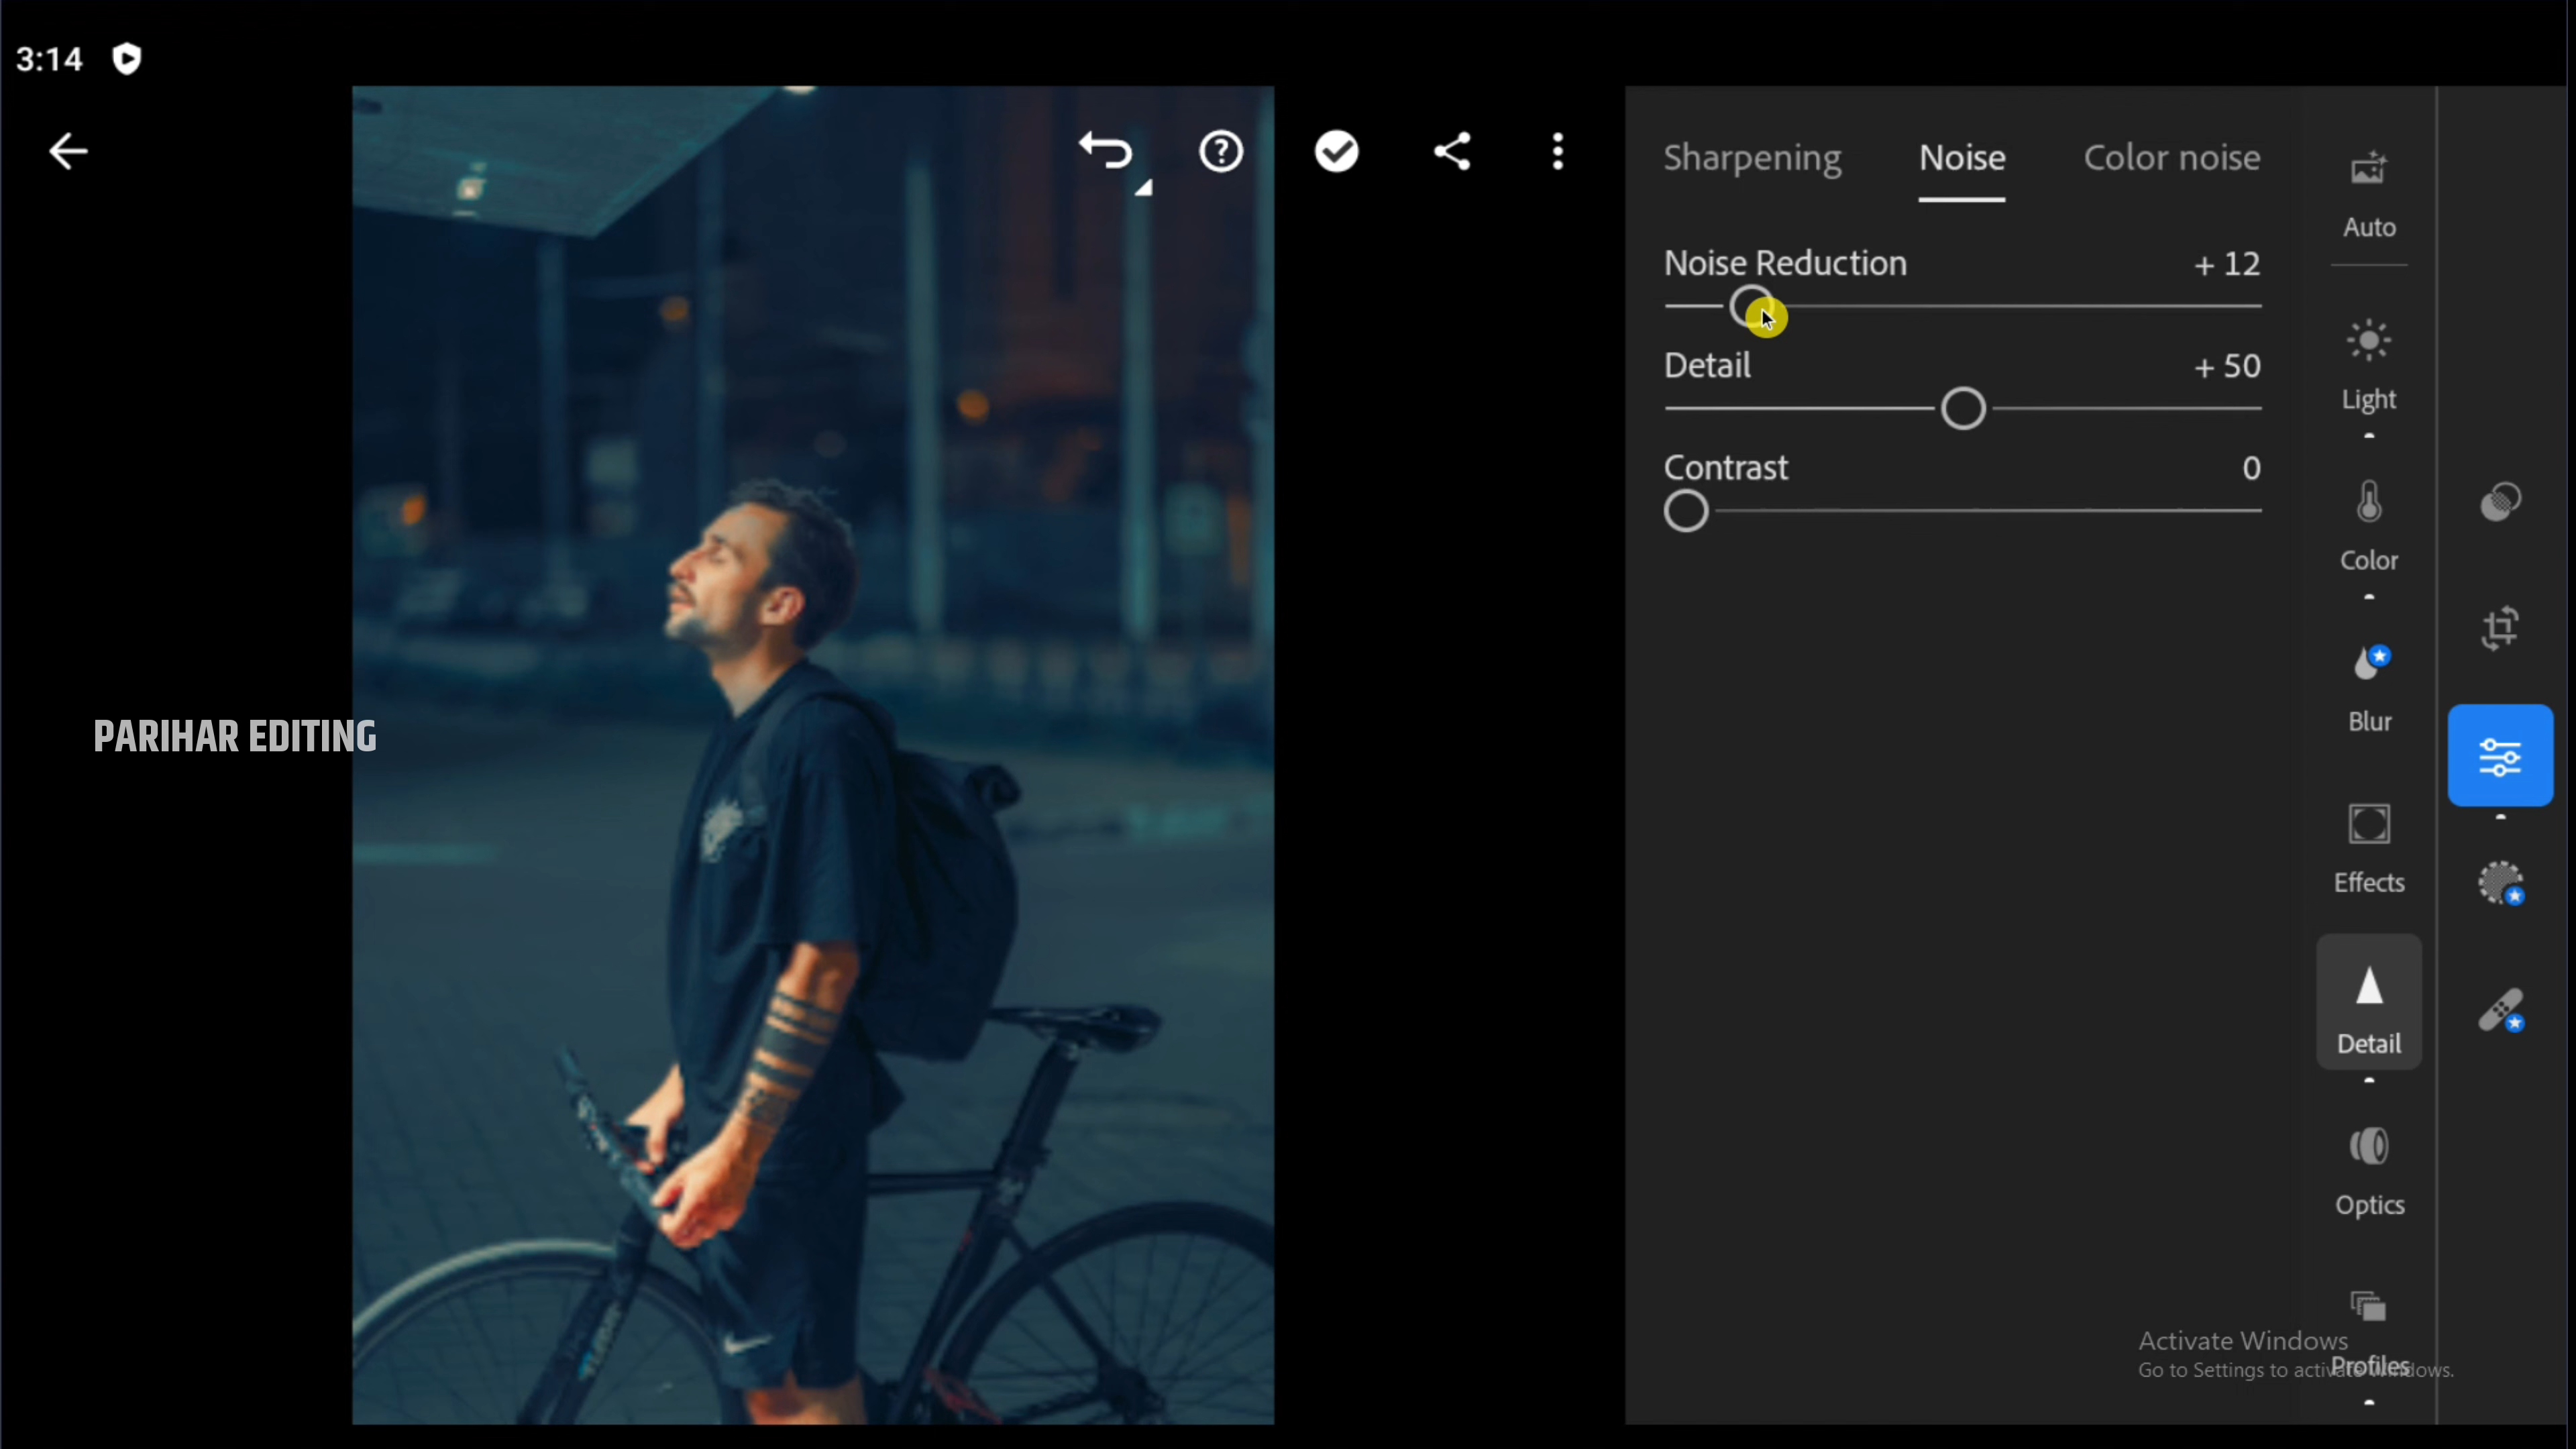 3:14
Sharpening
Noise
Color noise
Auto
Noise Reduction
+ 12
Detail
+ 50
Contrast
0
Light
Color
Blur
Effects
Detail
Optics
Profiles
PARIHAR EDITING
Activate Windows
Go to Settings to activate Windows.